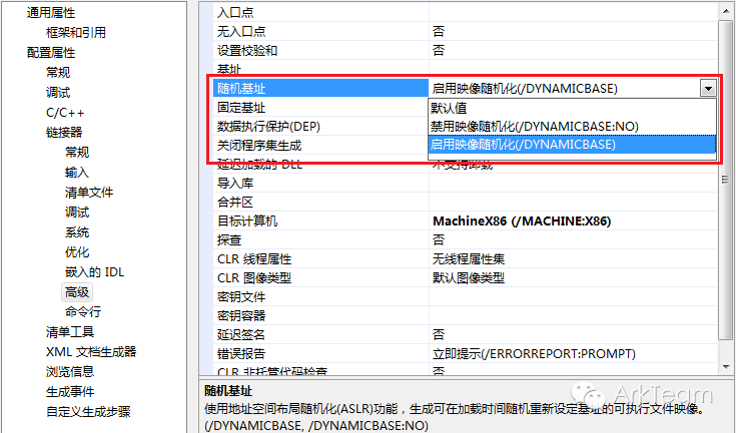 通用属性
框架和引用
配置属性
常规
调试
C/C++
链接器
常规
输入
清单文件
调试
系统
优化
嵌入的 IDL
高级
命令行
清单工具
XML 文档生成器
浏览信息
生成事件
自定义生成步骤
入口点
无入口点 否
设置校验和 否
基址
随机基址 启用映像随机化(/DYNAMICBASE)
固定基址 默认值
数据执行保护(DEP) 禁用映像随机化(/DYNAMICBASE:NO)
关闭程序集生成 启用映像随机化(/DYNAMICBASE)
延迟加载的 DLL 不支持卸载
导入库
合并区
目标计算机 MachineX86 (/MACHINE:X86)
探查 否
CLR 线程属性 无线程属性集
CLR 图像类型 默认图像类型
密钥文件
密钥容器
延迟签名 否
错误报告 立即提示(/ERRORREPORT:PROMPT)
CLR 非托管代码检查 否
随机基址
使用地址空间布局随机化(ASLR)功能，生成可在加载时间随机重新设定基址的可执行文件映像。
(/DYNAMICBASE, /DYNAMICBASE:NO)
ArkTeam